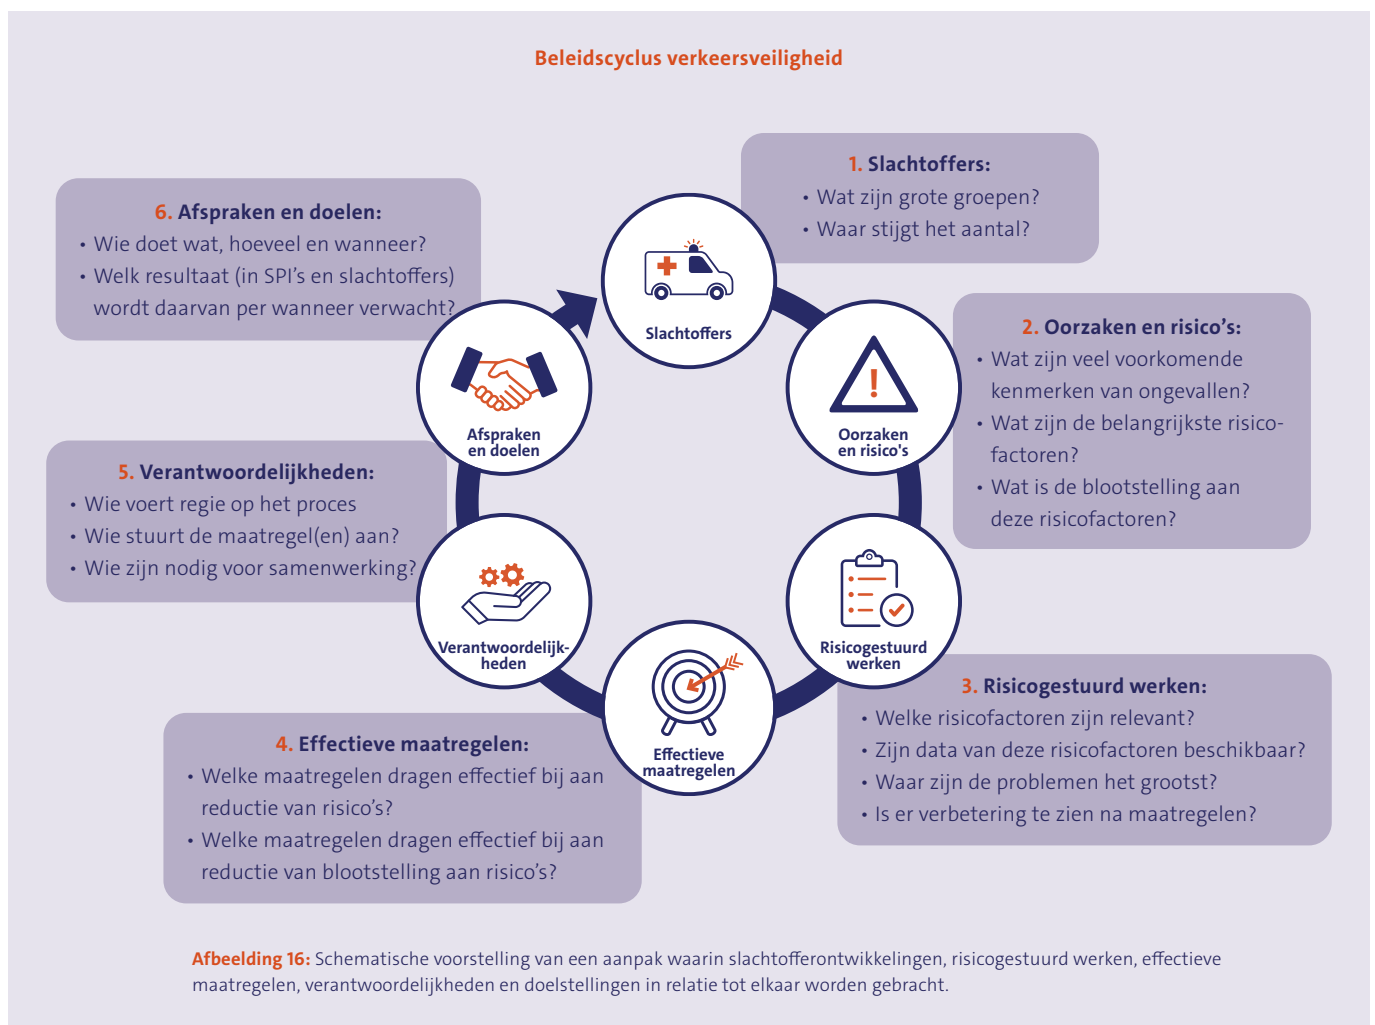 Beleidscyclus verkeersveiligheid
1. Slachtoffers:
• Wat zijn grote groepen?
• Waar stijgt het aantal?
2. Oorzaken en risico’s:
• Wat zijn veel voorkomende
kenmerken van ongevallen?
• Wat zijn de belangrijkste risico-
factoren?
• Wat is de blootstelling aan
deze risicofactoren?
3. Risicogestuurd werken:
• Welke risicofactoren zijn relevant?
• Zijn data van deze risicofactoren beschikbaar?
• Waar zijn de problemen het grootst?
• Is er verbetering te zien na maatregelen?
4. Effectieve maatregelen:
• Welke maatregelen dragen effectief bij aan
reductie van risico’s?
• Welke maatregelen dragen effectief bij aan
reductie van blootstelling aan risico’s?
5. Verantwoordelijkheden:
• Wie voert regie op het proces
• Wie stuurt de maatregel(en) aan?
• Wie zijn nodig voor samenwerking?
6. Afspraken en doelen:
• Wie doet wat, hoeveel en wanneer?
• Welk resultaat (in SPI’s en slachtoffers)
wordt daarvan per wanneer verwacht?
Slachtoffers
Oorzaken
en risico's
Risicogestuurd
werken
Effectieve
maatregelen
Verantwoordelijk-
heden
Afspraken
en doelen
Afbeelding 16: Schematische voorstelling van een aanpak waarin slachtofferontwikkelingen, risicogestuurd werken, effectieve
maatregelen, verantwoordelijkheden en doelstellingen in relatie tot elkaar worden gebracht.